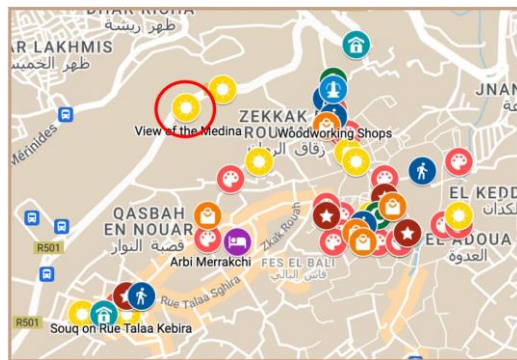 DHAR RICHA
ظهر ريشة
AR LAKHMIS
ظهر الخميس
Mérinides
View of the Medina
ZEKKAK
ROU
زقاق الرمان
Woodworking Shops
JNAN
QASBAH
EN NOUAR
قصبة النوار
R501
Arbi Merrakchi
Zkak Rouah
FES EL BALI
فاس البالي
EL KEDD
الكدان
EL ADOUA
العدوة
Rue Talaa Sghira
R501
Souq on Rue Talaa Kebira